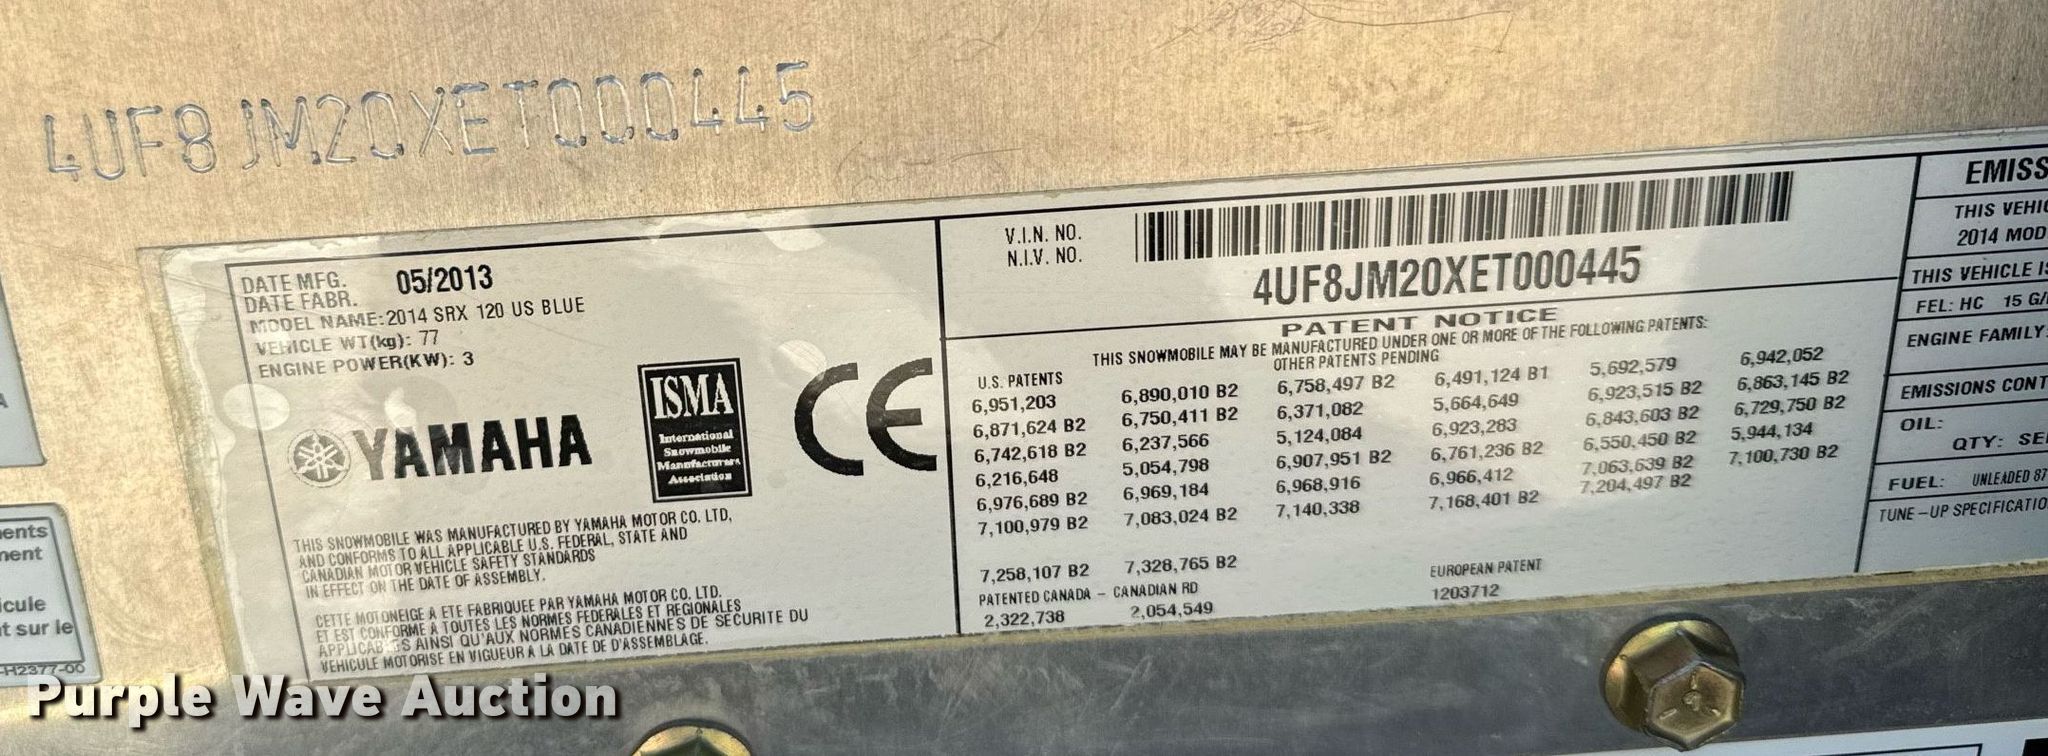 4UF8JM20XET000445
DATE MFG. 05/2013
DATE FABR.
MODEL NAME: 2014 SRX 120 US BLUE
VEHICLE WT(kg): 77
ENGINE POWER(KW): 3
YAMAHA
ISMA
International
Snowmobile
Manufacturers
Association
CE
THIS SNOWMOBILE WAS MANUFACTURED BY YAMAHA MOTOR CO. LTD,
AND CONFORMS TO ALL APPLICABLE U.S. FEDERAL, STATE AND
CANADIAN MOTOR VEHICLE SAFETY STANDARDS
IN EFFECT ON THE DATE OF ASSEMBLY.
CETTE MOTONEIGE A ETE FABRIQUEE PAR YAMAHA MOTOR CO. LTD.
ET EST CONFORME A TOUTES LES NORMES FEDERALES ET REGIONALES
APPLICAB ES AINSI QU'AUX NORMES CANADIENNES DE SECURITE DU
VEHICULE MOTORISE EN VIGUEUR A LA DATE DE D'ASSEMBLAGE.
V.I.N. NO.
N.I.V. NO.
4UF8JM20XET000445
PATENT NOTICE
THIS SNOWMOBILE MAY BE MANUFACTURED UNDER ONE OR MORE OF THE FOLLOWING PATENTS:
OTHER PATENTS PENDING
U.S. PATENTS
6,951,203 6,890,010 B2 6,758,497 B2 6,491,124 B1 5,692,579 6,942,052
6,871,624 B2 6,750,411 B2 6,371,082 5,664,649 6,923,515 B2 6,863,145 B2
6,742,618 B2 6,237,566 5,124,084 6,923,283 6,843,603 B2 6,729,750 B2
6,216,648 5,054,798 6,907,951 B2 6,761,236 B2 6,550,450 B2 5,944,134
6,976,689 B2 6,969,184 6,968,916 6,966,412 7,063,639 B2 7,100,730 B2
7,100,979 B2 7,083,024 B2 7,140,338 7,168,401 B2 7,204,497 B2
7,258,107 B2 7,328,765 B2
PATENTED CANADA - CANADIAN RD EUROPEAN PATENT
2,322,738 2,054,549 1203712
EMISS
THIS VEHIC
2014 MOD
THIS VEHICLE IS
FEL: HC 15 G/
ENGINE FAMILY:
EMISSIONS CONT
OIL:
QTY: SE
FUEL: UNLEADED 87
TUNE-UP SPECIFICATIO
ents
ment
icule
t sur le
-H2377-00
Purple Wave Auction